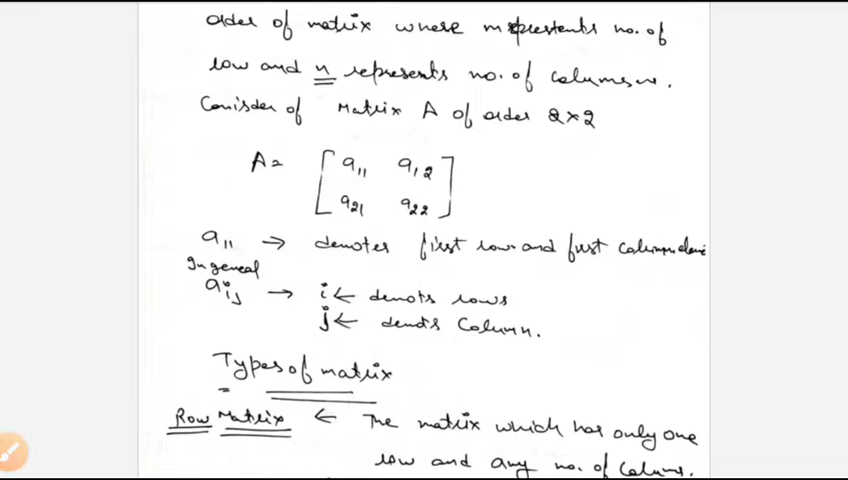 order of matrix where m represtents no. of
row and n represents no. of columns
Conisder of Matrix A of order 2×2
A= [ a11 a12
a21 a22 ]
a11 → denotes first row and first column
In general
aij → i ← denots rows
j ← denots Column.
Types of matrix
Row Matrix ← The matrix which has only one
row and any no. of Colums.